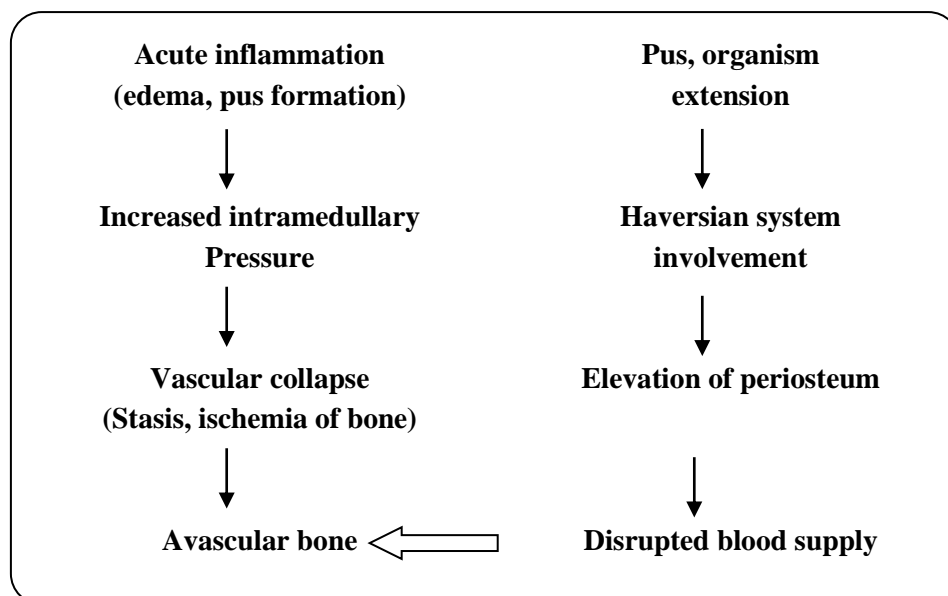 Acute inflammation
(edema, pus formation)
Increased intramedullary
Pressure
Vascular collapse
(Stasis, ischemia of bone)
Avascular bone
Pus, organism
extension
Haversian system
involvement
Elevation of periosteum
Disrupted blood supply